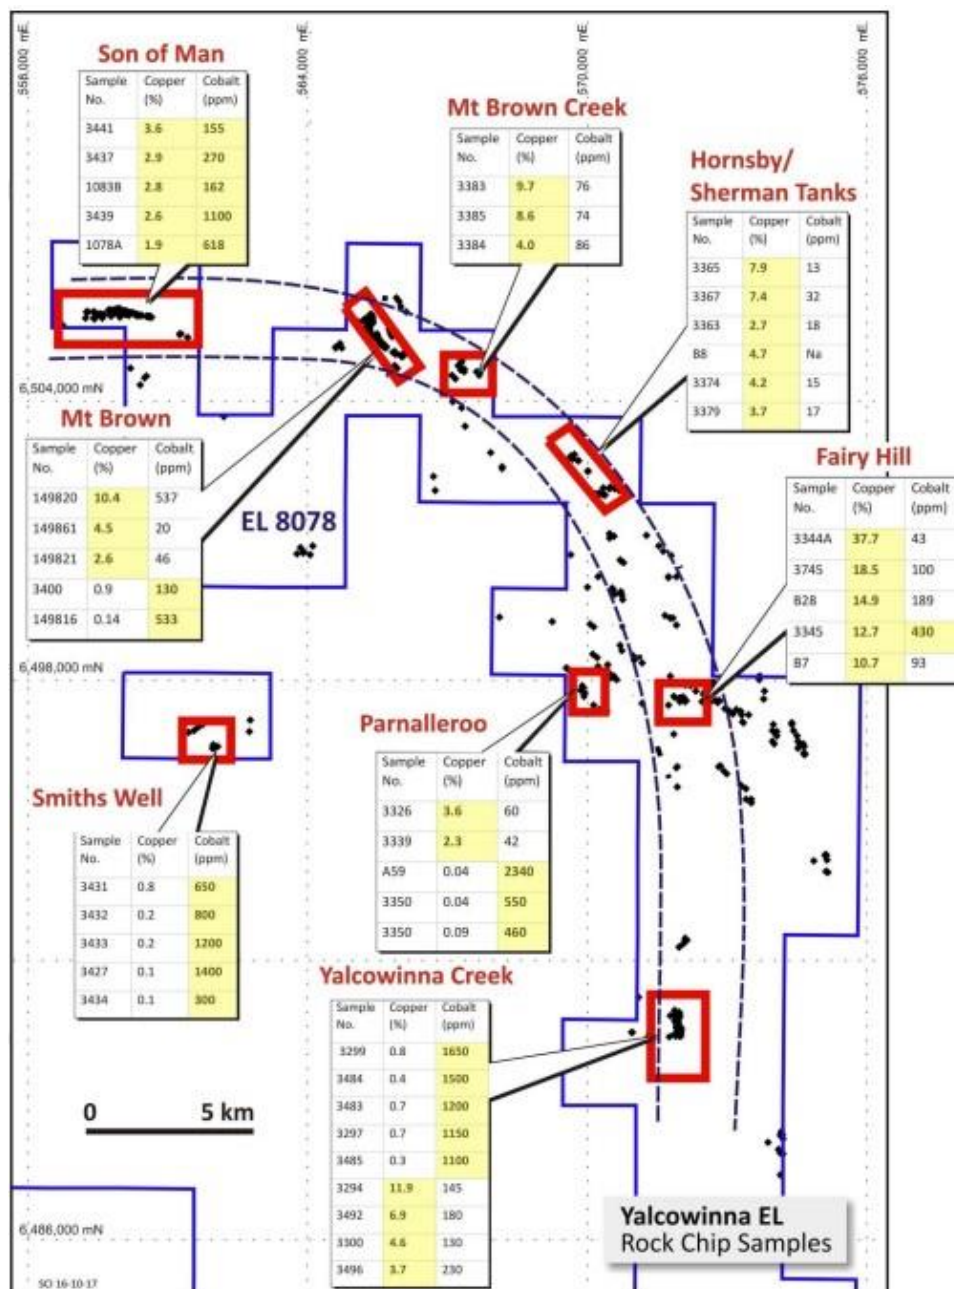 558,000 mE.
564,000 mE.
570,000 mE.
576,000 mE.
Son of Man
Sample No. Copper (%) Cobalt (ppm)
3441 3.6 155
3437 2.9 270
1083B 2.8 162
3439 2.6 1100
1078A 1.9 618
Mt Brown Creek
Sample No. Copper (%) Cobalt (ppm)
3383 9.7 76
3385 8.6 74
3384 4.0 86
Hornsby/
Sherman Tanks
Sample No. Copper (%) Cobalt (ppm)
3365 7.9 13
3367 7.4 32
3363 2.7 18
B8 4.7 Na
3374 4.2 15
3379 3.7 17
6,504,000 mN
Mt Brown
Sample No. Copper (%) Cobalt (ppm)
149820 10.4 537
149861 4.5 20
149821 2.6 46
3400 0.9 130
149816 0.14 533
EL 8078
Fairy Hill
Sample No. Copper (%) Cobalt (ppm)
3344A 37.7 43
3745 18.5 100
B28 14.9 189
3345 12.7 430
B7 10.7 93
6,498,000 mN
Parnalleroo
Sample No. Copper (%) Cobalt (ppm)
3326 3.6 60
3339 2.3 42
A59 0.04 2340
3350 0.04 550
3350 0.09 460
Smiths Well
Sample No. Copper (%) Cobalt (ppm)
3431 0.8 650
3432 0.2 800
3433 0.2 1200
3427 0.1 1400
3434 0.1 300
Yalcowinna Creek
Sample No. Copper (%) Cobalt (ppm)
3299 0.8 1650
3484 0.4 1500
3483 0.7 1200
3297 0.7 1150
3485 0.3 1100
3294 11.9 145
3492 6.9 180
3300 4.6 130
3496 3.7 230
0 5 km
6,486,000 mN
Yalcowinna EL
Rock Chip Samples
SO 16-10-17